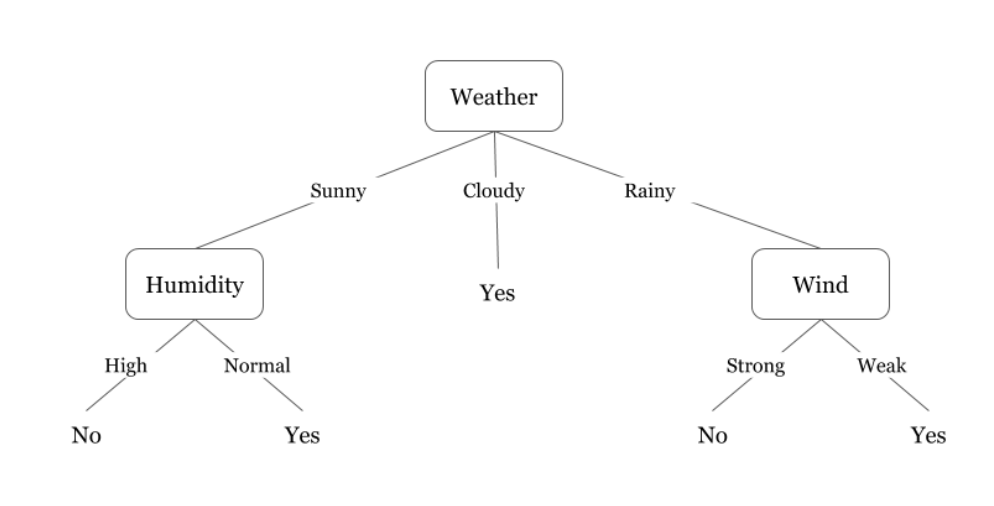 Weather
Sunny
Cloudy
Rainy
Humidity
Yes
Wind
High
Normal
Strong
Weak
No
Yes
No
Yes